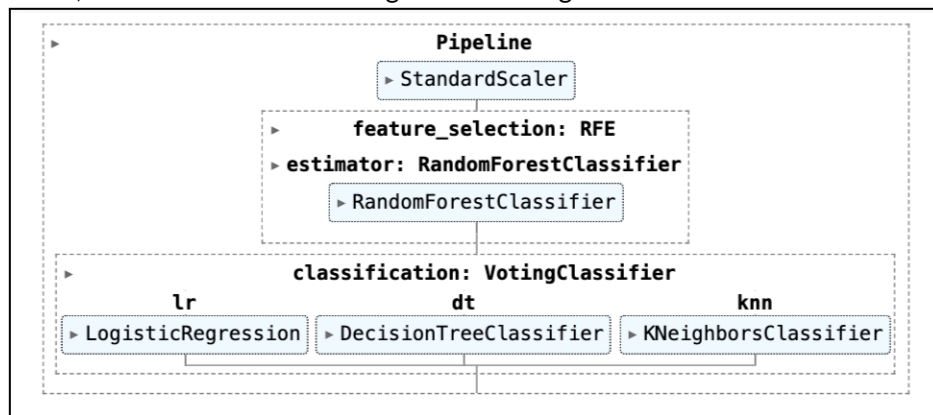 Pipeline
StandardScaler
feature_selection: RFE
estimator: RandomForestClassifier
RandomForestClassifier
classification: VotingClassifier
lr dt knn
LogisticRegression DecisionTreeClassifier KNeighborsClassifier